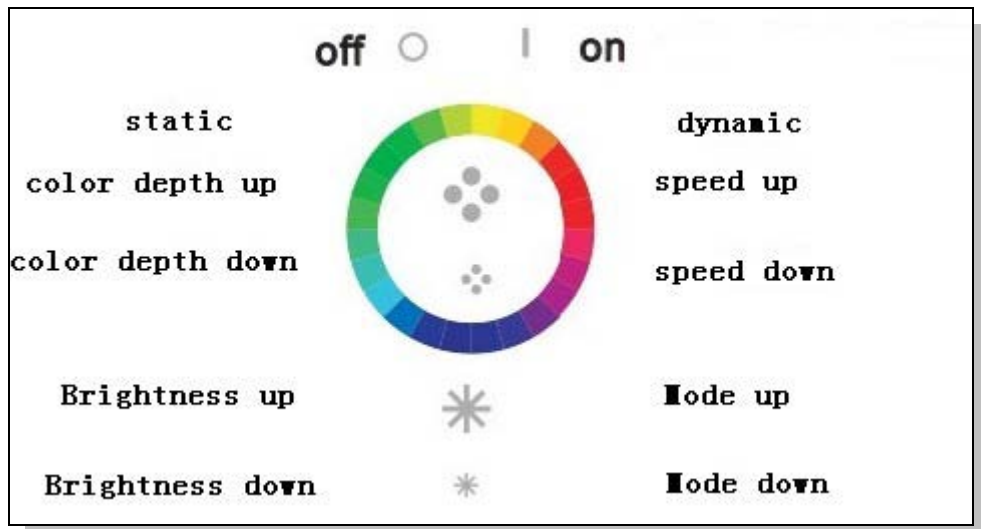 off on
static dynamic
color depth up speed up
color depth down speed down
Brightness up Mode up
Brightness down Mode down